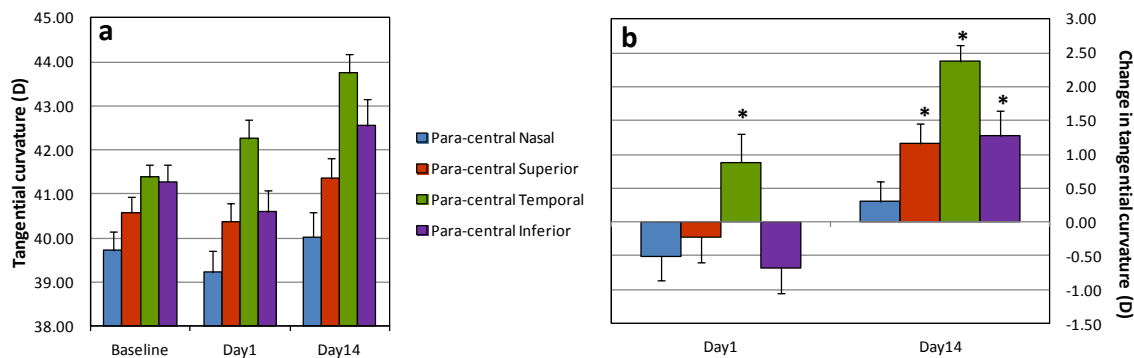 a
Tangential curvature (D)
45.00
44.00
43.00
42.00
41.00
40.00
39.00
38.00
Baseline
Day1
Day14
Para-central Nasal
Para-central Superior
Para-central Temporal
Para-central Inferior
b
*
*
*
*
3.00
2.50
2.00
1.50
1.00
0.50
0.00
-0.50
-1.00
-1.50
Change in tangential curvature (D)
Day1
Day14